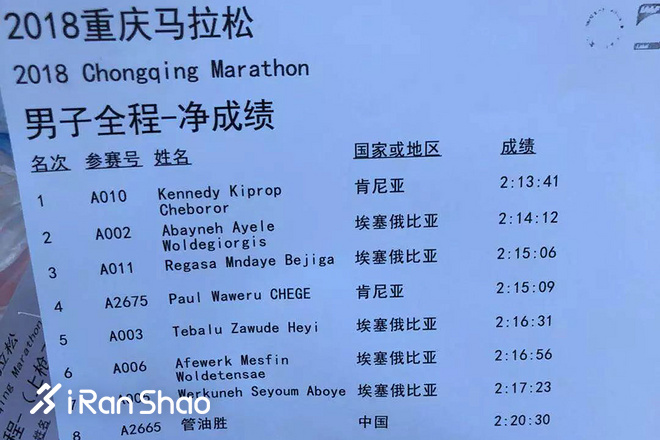 2018重庆马拉松
2018 Chongqing Marathon
男子全程-净成绩
名次 参赛号 姓名 国家或地区 成绩
1 A010 Kennedy Kiprop Cheboror 肯尼亚 2:13:41
2 A002 Abayneh Ayele Woldegiorgis 埃塞俄比亚 2:14:12
3 A011 Regasa Mndaye Bejiga 埃塞俄比亚 2:15:06
4 A2675 Paul Waweru CHEGE 肯尼亚 2:15:09
5 A003 Tebalu Zawude Heyi 埃塞俄比亚 2:16:31
6 A006 Afewerk Mesfin Woldetensae 埃塞俄比亚 2:16:56
7 Werkuneh Seyoum Aboye 埃塞俄比亚 2:17:23
8 A2665 管油胜 中国 2:20:30
iRanShao